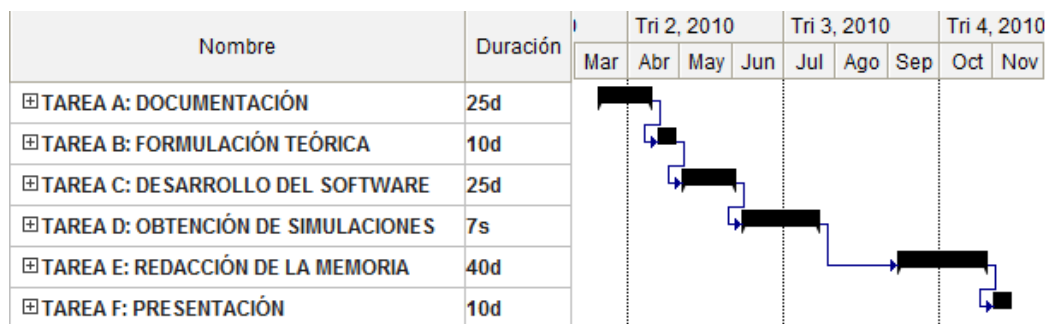 Nombre Duración Tri 2, 2010 Tri 3, 2010 Tri 4, 2010
Mar Abr May Jun Jul Ago Sep Oct Nov
TAREA A: DOCUMENTACIÓN 25d
TAREA B: FORMULACIÓN TEÓRICA 10d
TAREA C: DESARROLLO DEL SOFTWARE 25d
TAREA D: OBTENCIÓN DE SIMULACIONES 7s
TAREA E: REDACCIÓN DE LA MEMORIA 40d
TAREA F: PRESENTACIÓN 10d